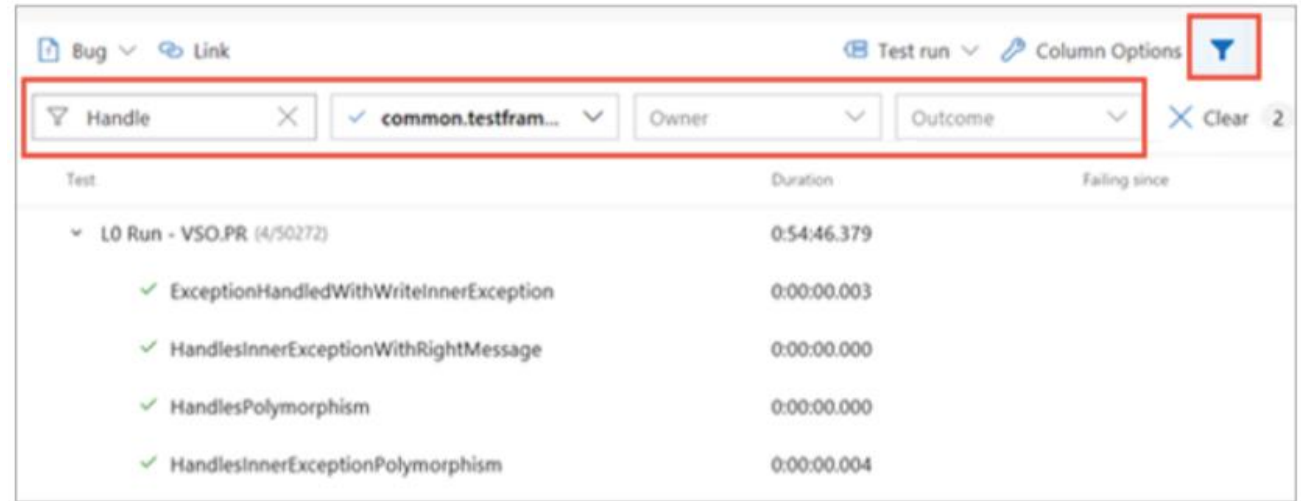 Bug Link Test run Column Options
Handle common.testfram... Owner Outcome Clear 2
Test Duration Failing since
L0 Run - VSO.PR (4/50272) 0:54:46.379
ExceptionHandledWithWriteInnerException 0:00:00.003
HandlesInnerExceptionWithRightMessage 0:00:00.000
HandlesPolymorphism 0:00:00.000
HandlesInnerExceptionPolymorphism 0:00:00.004